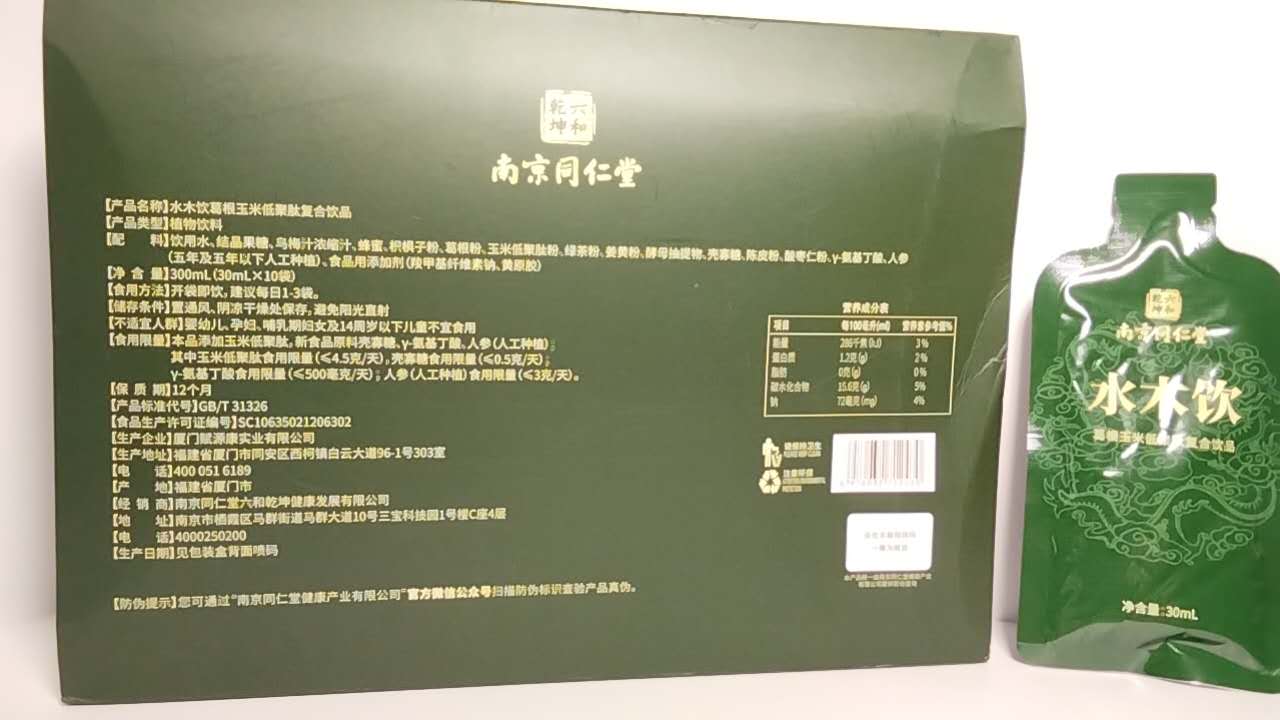 乾六
坤和
南京同仁堂
【产品名称】水木饮葛根玉米低聚肽复合饮品
【产品类型】植物饮料
【配 料】饮用水、结晶果糖、乌梅汁浓缩汁、蜂蜜、枳椇子粉、葛根粉、玉米低聚肽粉、绿茶粉、姜黄粉、酵母抽提物、壳寡糖、陈皮粉、酸枣仁粉、γ-氨基丁酸、人参
(五年及五年以下人工种植)、食品用添加剂(羧甲基纤维素钠、黄原胶)
【净 含 量】300mL(30mL×10袋)
【食用方法】开袋即饮,建议每日1-3袋。
【储存条件】置通风、阴凉干燥处保存,避免阳光直射
【不适宜人群】婴幼儿、孕妇、哺乳期妇女及14周岁以下儿童不宜食用
【食用限量】本品添加玉米低聚肽。新食品原料壳寡糖、γ-氨基丁酸、人参(人工种植);
其中玉米低聚肽食用限量(≤4.5克/天)。壳寡糖食用限量(≤0.5克/天);
γ-氨基丁酸食用限量(≤500毫克/天);人参(人工种植)食用限量(≤3克/天)。
【保 质 期】12个月
【产品标准代号】GB/T 31326
【食品生产许可证编号】SC10635021206302
【生产企业】厦门赋源康实业有限公司
【生产地址】福建省厦门市同安区西柯镇白云大道96-1号303室
【电 话】400 051 6189
【产 地】福建省厦门市
【经 销 商】南京同仁堂六和乾坤健康发展有限公司
【地 址】南京市栖霞区马群街道马群大道10号三宝科技园1号楼C座4层
【电 话】4000250200
【生产日期】见包装盒背面喷码
【防伪提示】您可通过“南京同仁堂健康产业有限公司”官方微信公众号扫描防伪标识查验产品真伪。
营养成分表
项目 每100毫升(ml) 营养素参考值%
能量 286千焦(kJ) 3%
蛋白质 1.2克(g) 2%
脂肪 0克(g) 0%
碳水化合物 15.6克(g) 5%
钠 72毫克(mg) 4%
请保持卫生
注意环保
乾六
坤和
南京同仁堂
水木饮
葛根玉米低聚肽复合饮品
净含量:30mL